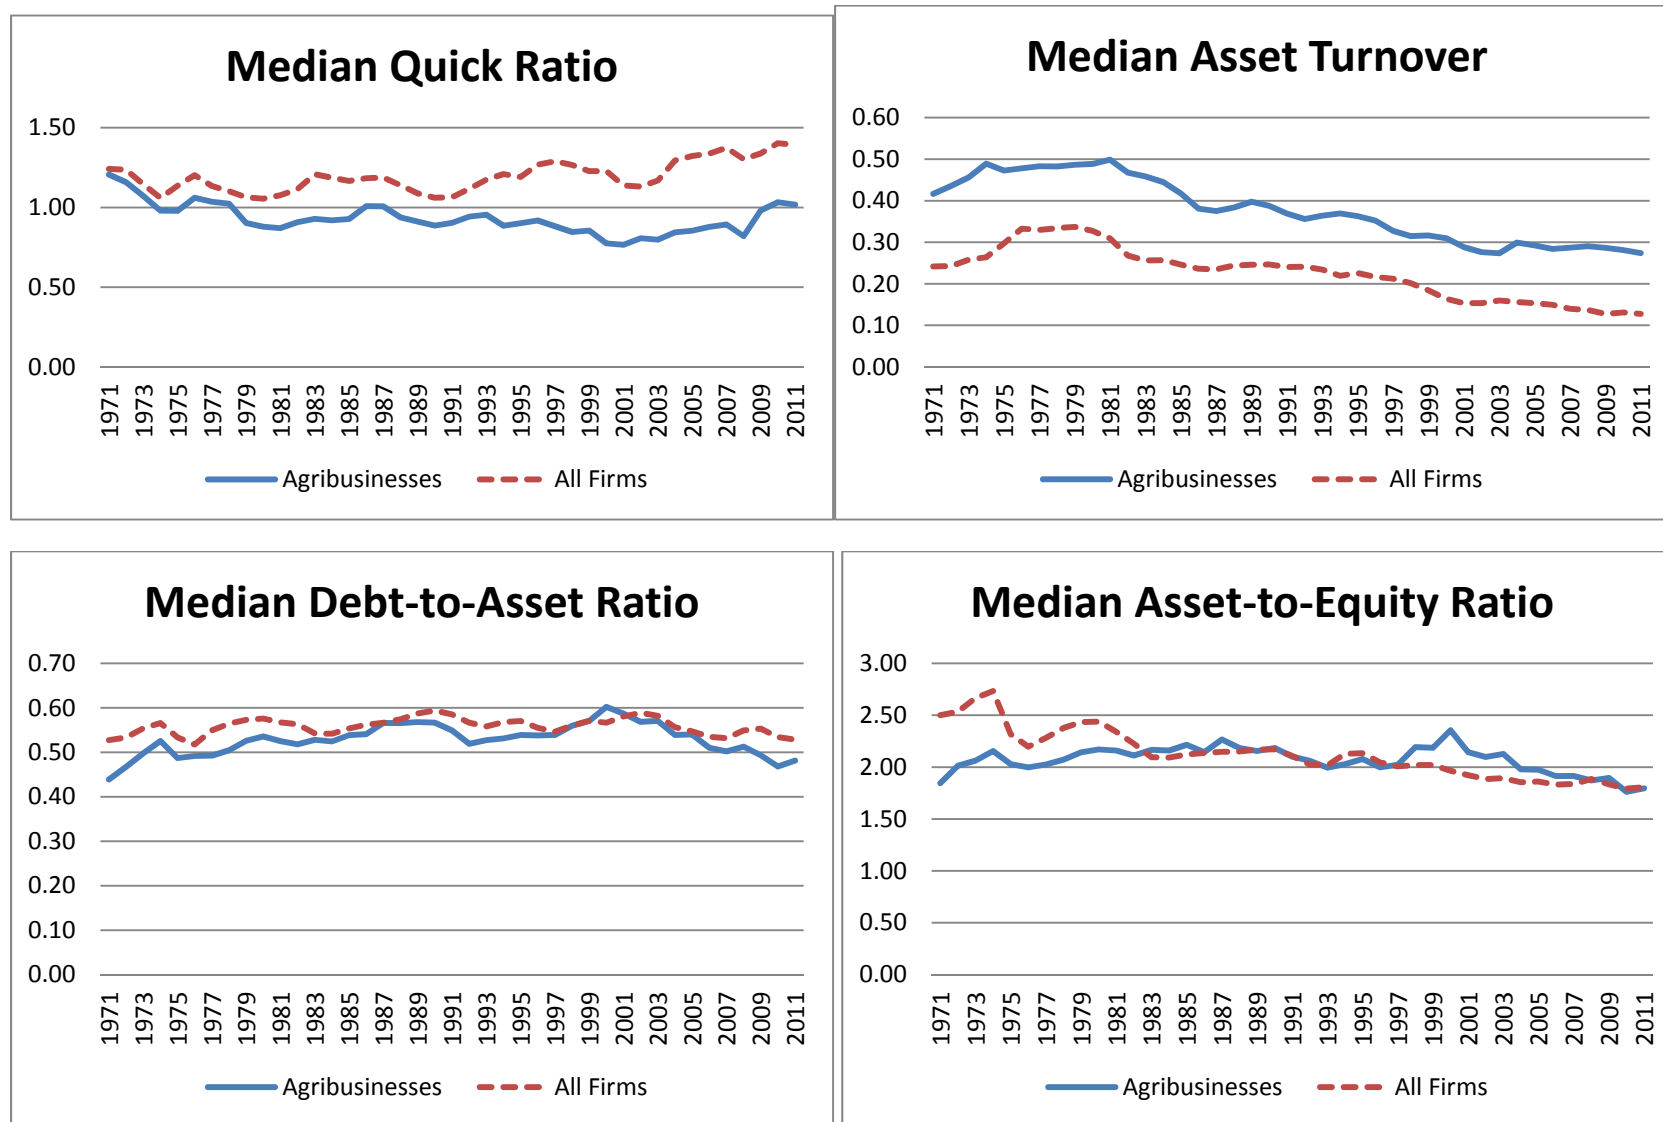 Median Quick Ratio
1.50
1.00
0.50
0.00
1971 1973 1975 1977 1979 1981 1983 1985 1987 1989 1991 1993 1995 1997 1999 2001 2003 2005 2007 2009 2011
Agribusinesses All Firms
Median Asset Turnover
0.60
0.50
0.40
0.30
0.20
0.10
0.00
1971 1973 1975 1977 1979 1981 1983 1985 1987 1989 1991 1993 1995 1997 1999 2001 2003 2005 2007 2009 2011
Agribusinesses All Firms
Median Debt-to-Asset Ratio
0.70
0.60
0.50
0.40
0.30
0.20
0.10
0.00
1971 1973 1975 1977 1979 1981 1983 1985 1987 1989 1991 1993 1995 1997 1999 2001 2003 2005 2007 2009 2011
Agribusinesses All Firms
Median Asset-to-Equity Ratio
3.00
2.50
2.00
1.50
1.00
0.50
0.00
1971 1973 1975 1977 1979 1981 1983 1985 1987 1989 1991 1993 1995 1997 1999 2001 2003 2005 2007 2009 2011
Agribusinesses All Firms